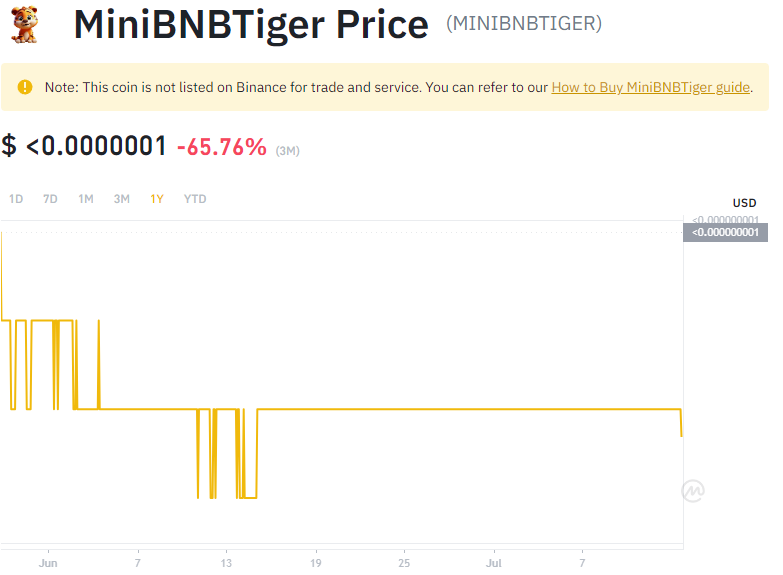 MiniBNBTiger Price (MINIBNBTIGER)
Note: This coin is not listed on Binance for trade and service. You can refer to our How to Buy MiniBNBTiger guide.
$ <0.0000001 -65.76% (3M)
1D 7D 1M 3M 1Y YTD
USD
<0.000000001
<0.000000001
Jun 7 13 19 25 Jul 7